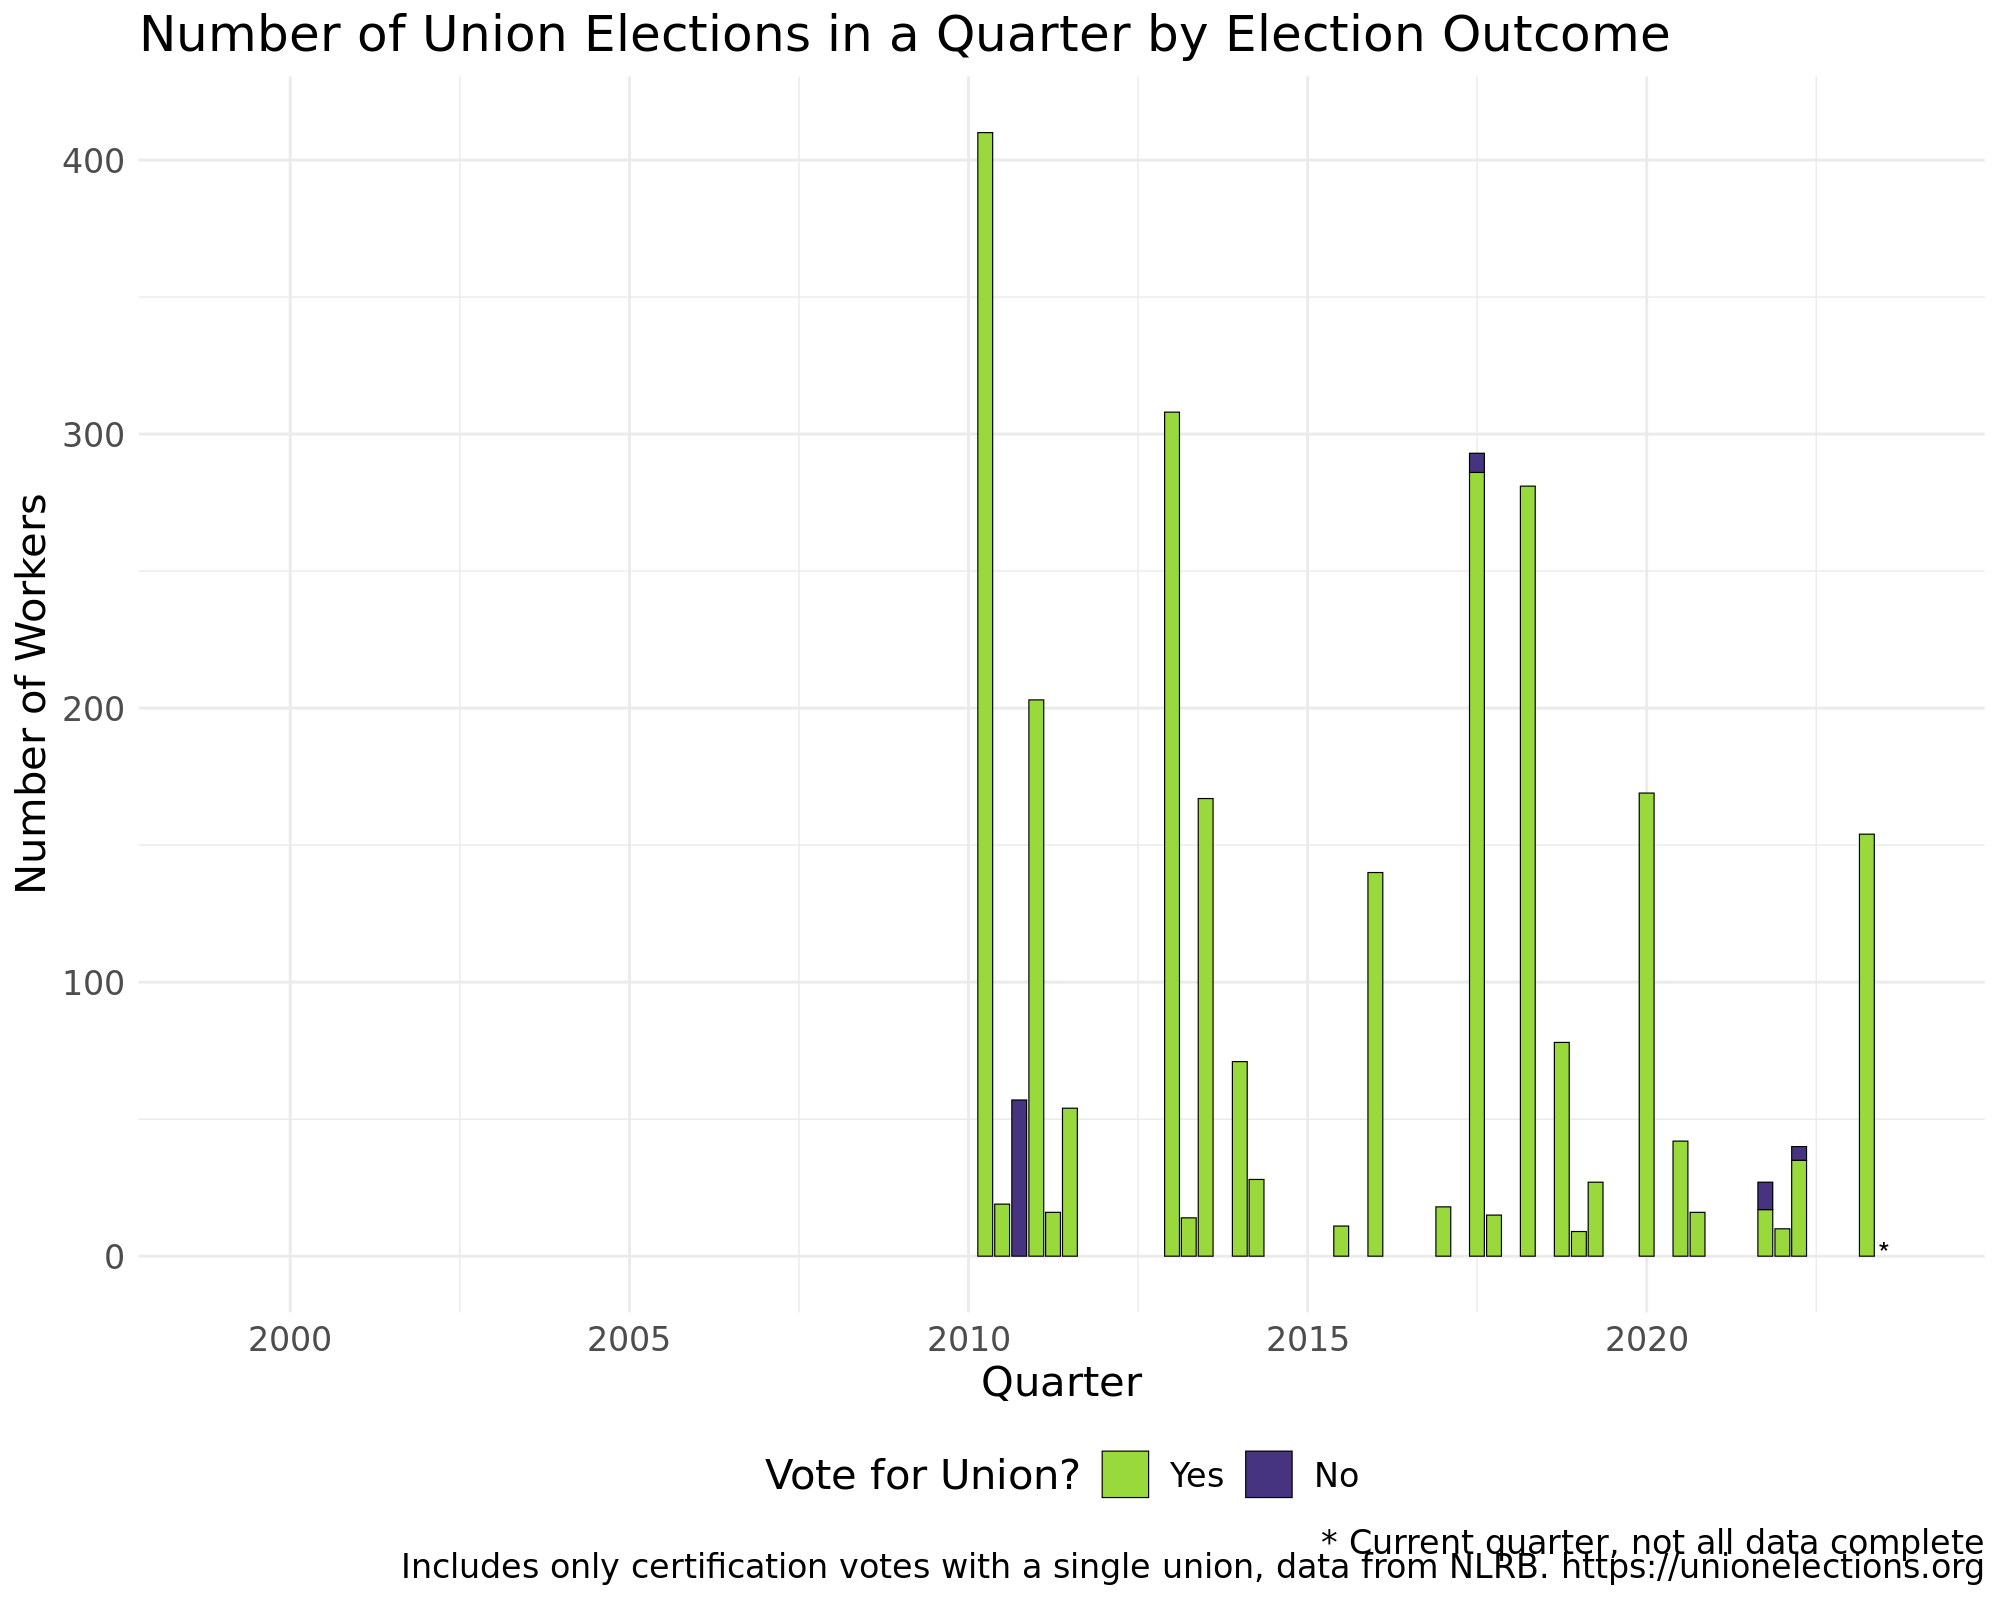 Number of Union Elections in a Quarter by Election Outcome
400
300
200
100
0
Number of Workers
*
2000 2005 2010 2015 2020
Quarter
Vote for Union? Yes No
* Current quarter, not all data complete
Includes only certification votes with a single union, data from NLRB. https://unionelections.org